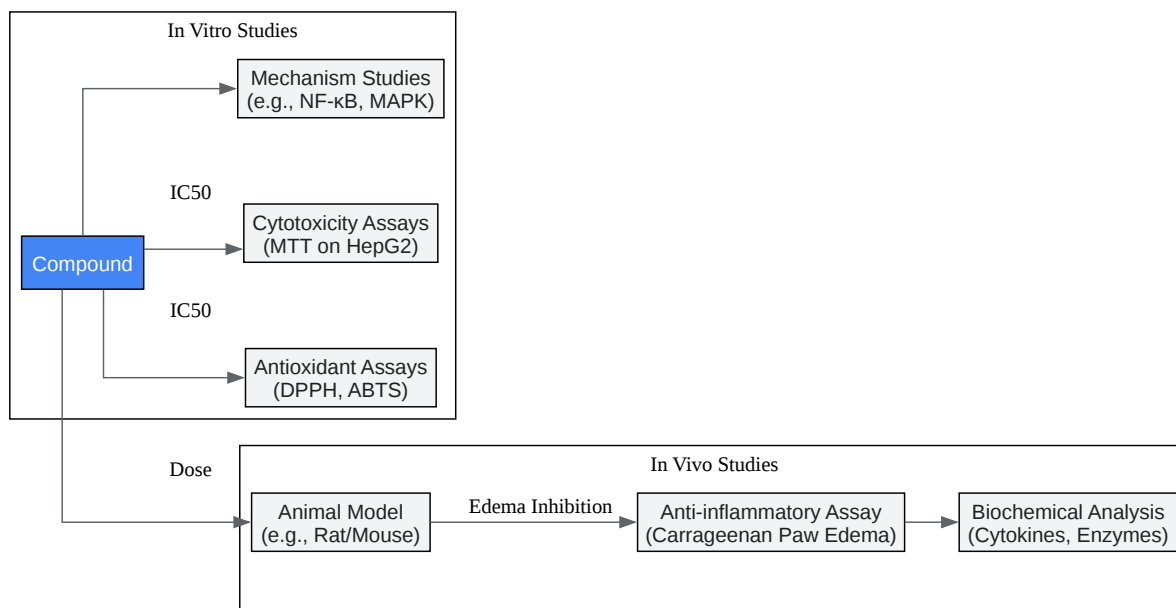 In Vitro Studies
Mechanism Studies
(e.g., NF-κB, MAPK)
IC50
Cytotoxicity Assays
(MTT on HepG2)
Compound
IC50
Antioxidant Assays
(DPPH, ABTS)
In Vivo Studies
Dose
Animal Model
(e.g., Rat/Mouse)
Edema Inhibition
Anti-inflammatory Assay
(Carrageenan Paw Edema)
Biochemical Analysis
(Cytokines, Enzymes)